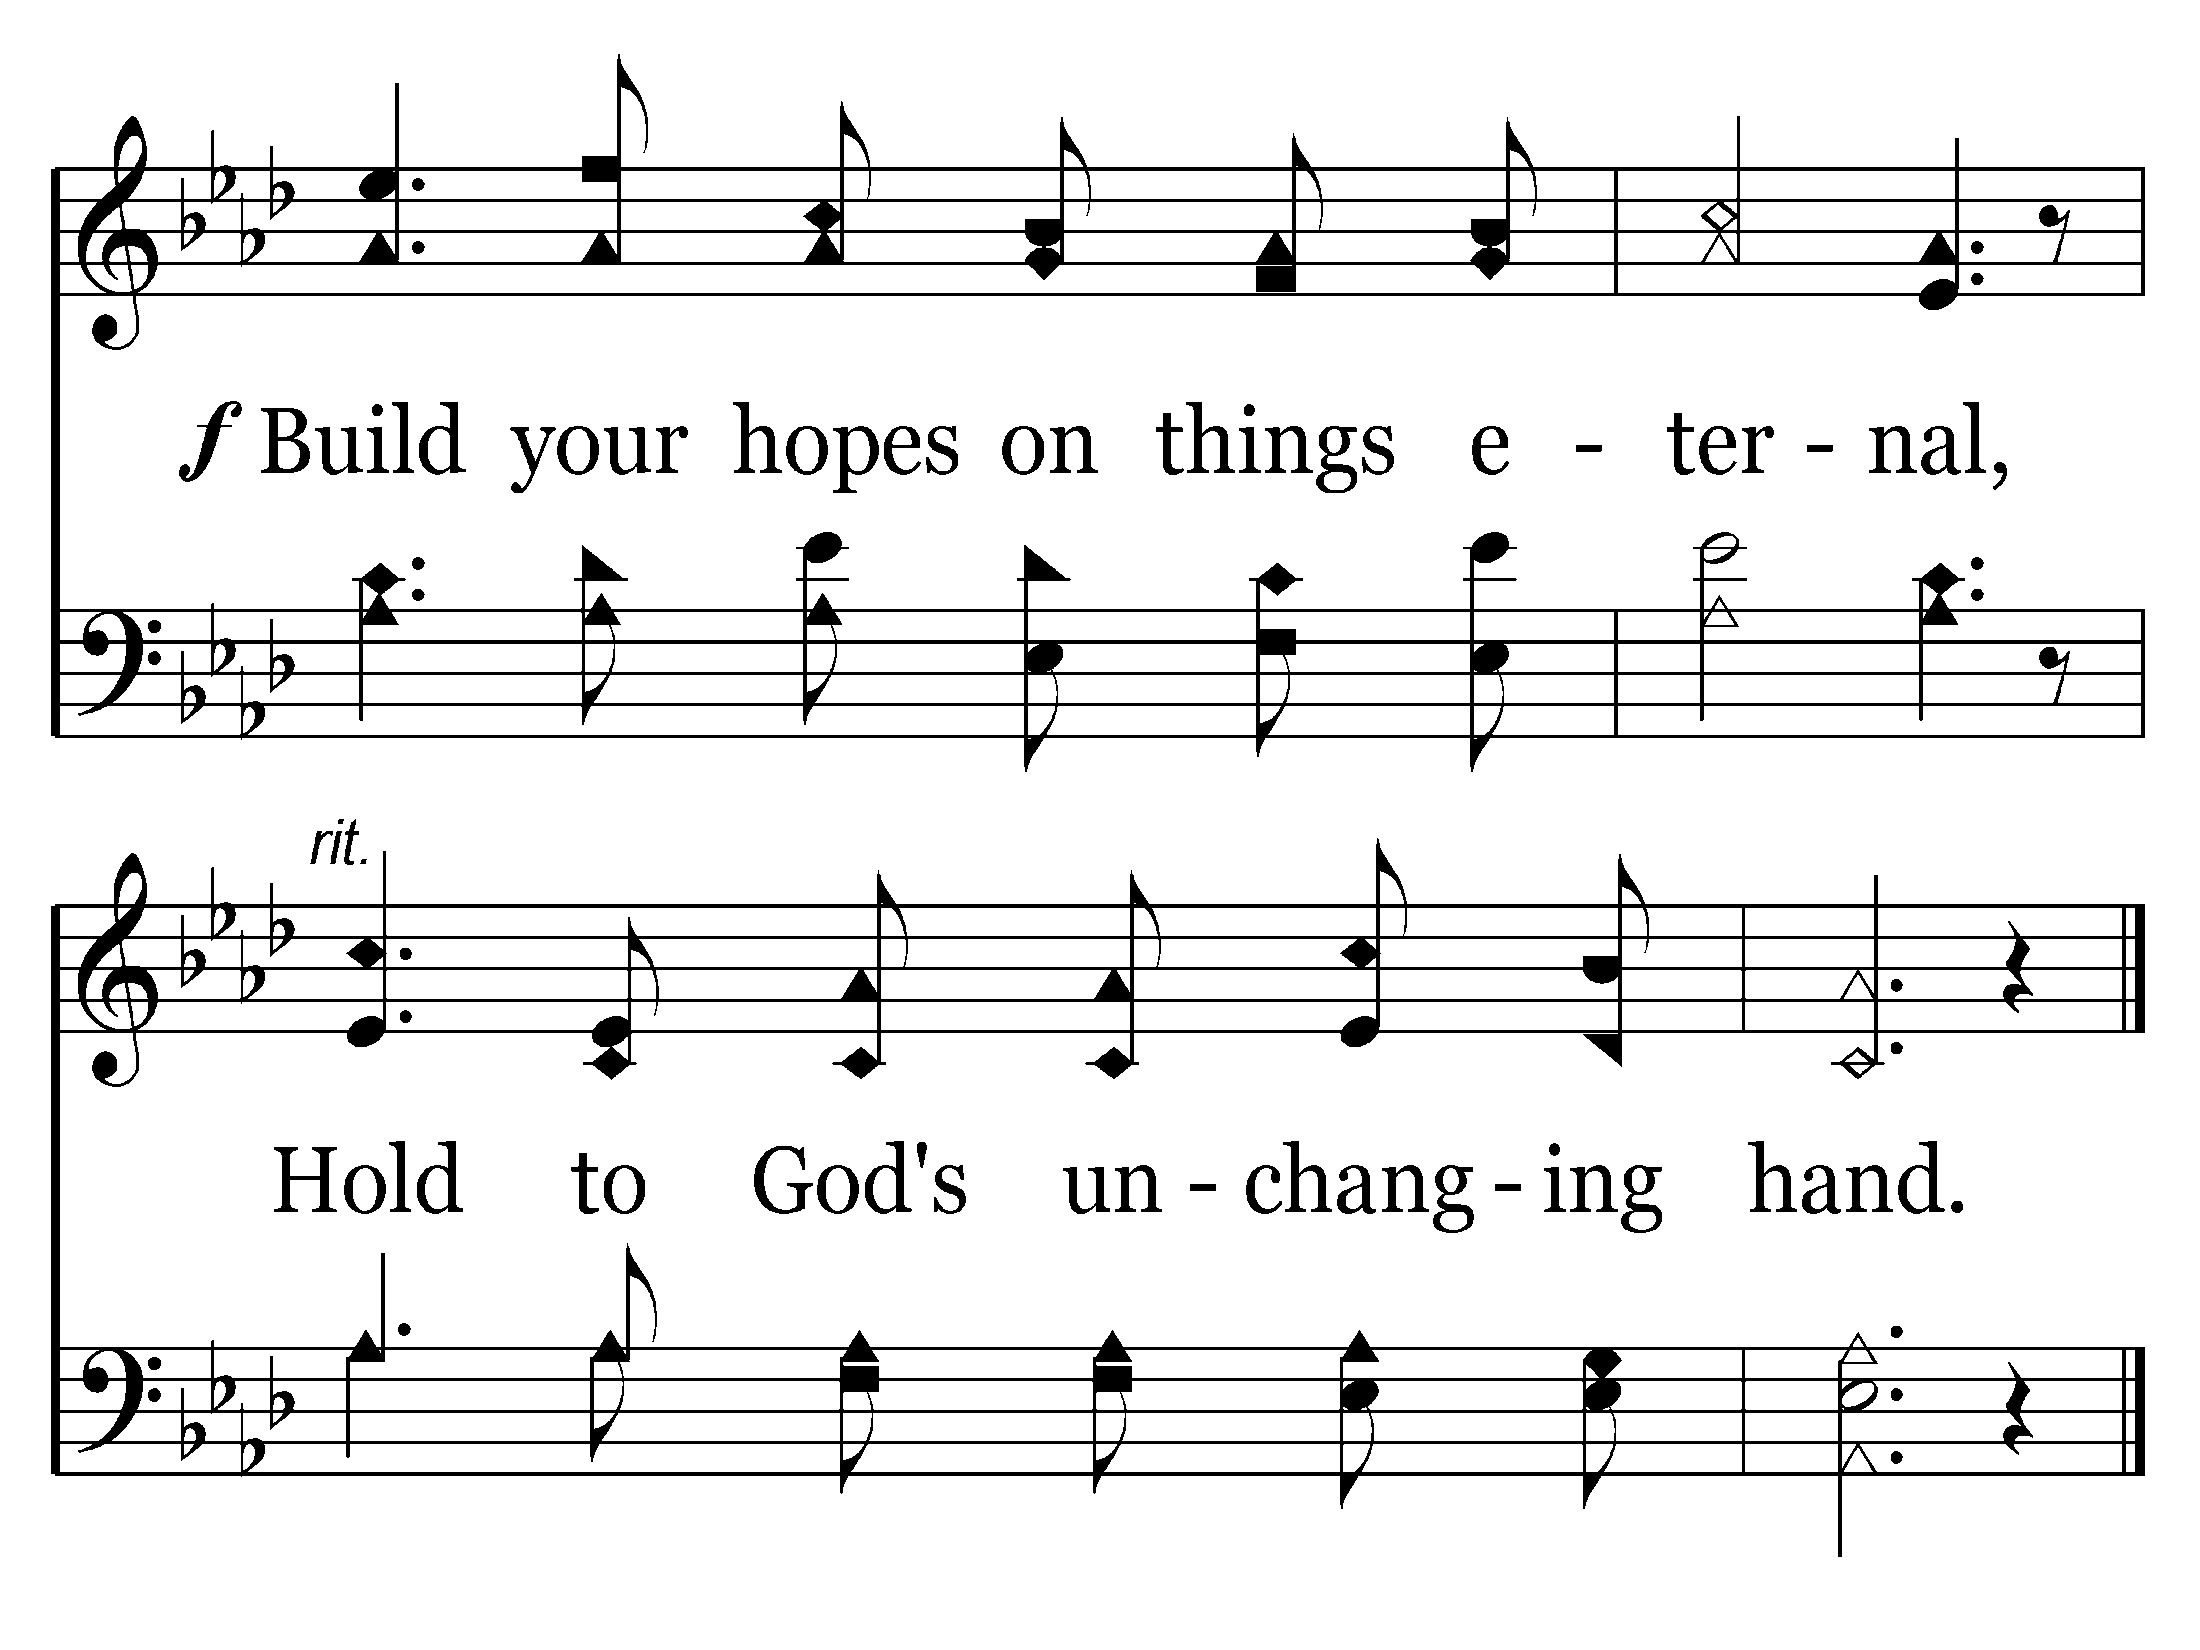 f Build your hopes on things e - ter - nal,
rit.
Hold to God's un - chang - ing hand.